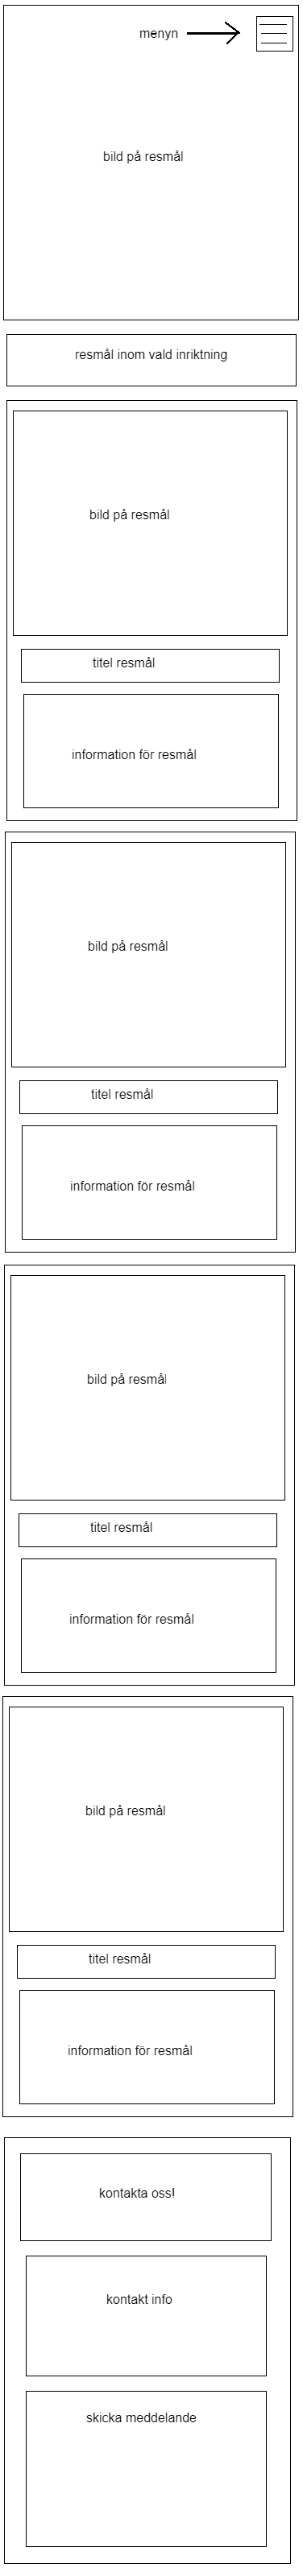 menyn
bild på resmål
resmål inom vald inriktning
bild på resmål
titel resmål
information för resmål
bild på resmål
titel resmål
information för resmål
bild på resmål
titel resmål
information för resmål
bild på resmål
titel resmål
information för resmål
kontakta oss!
kontakt info
skicka meddelande